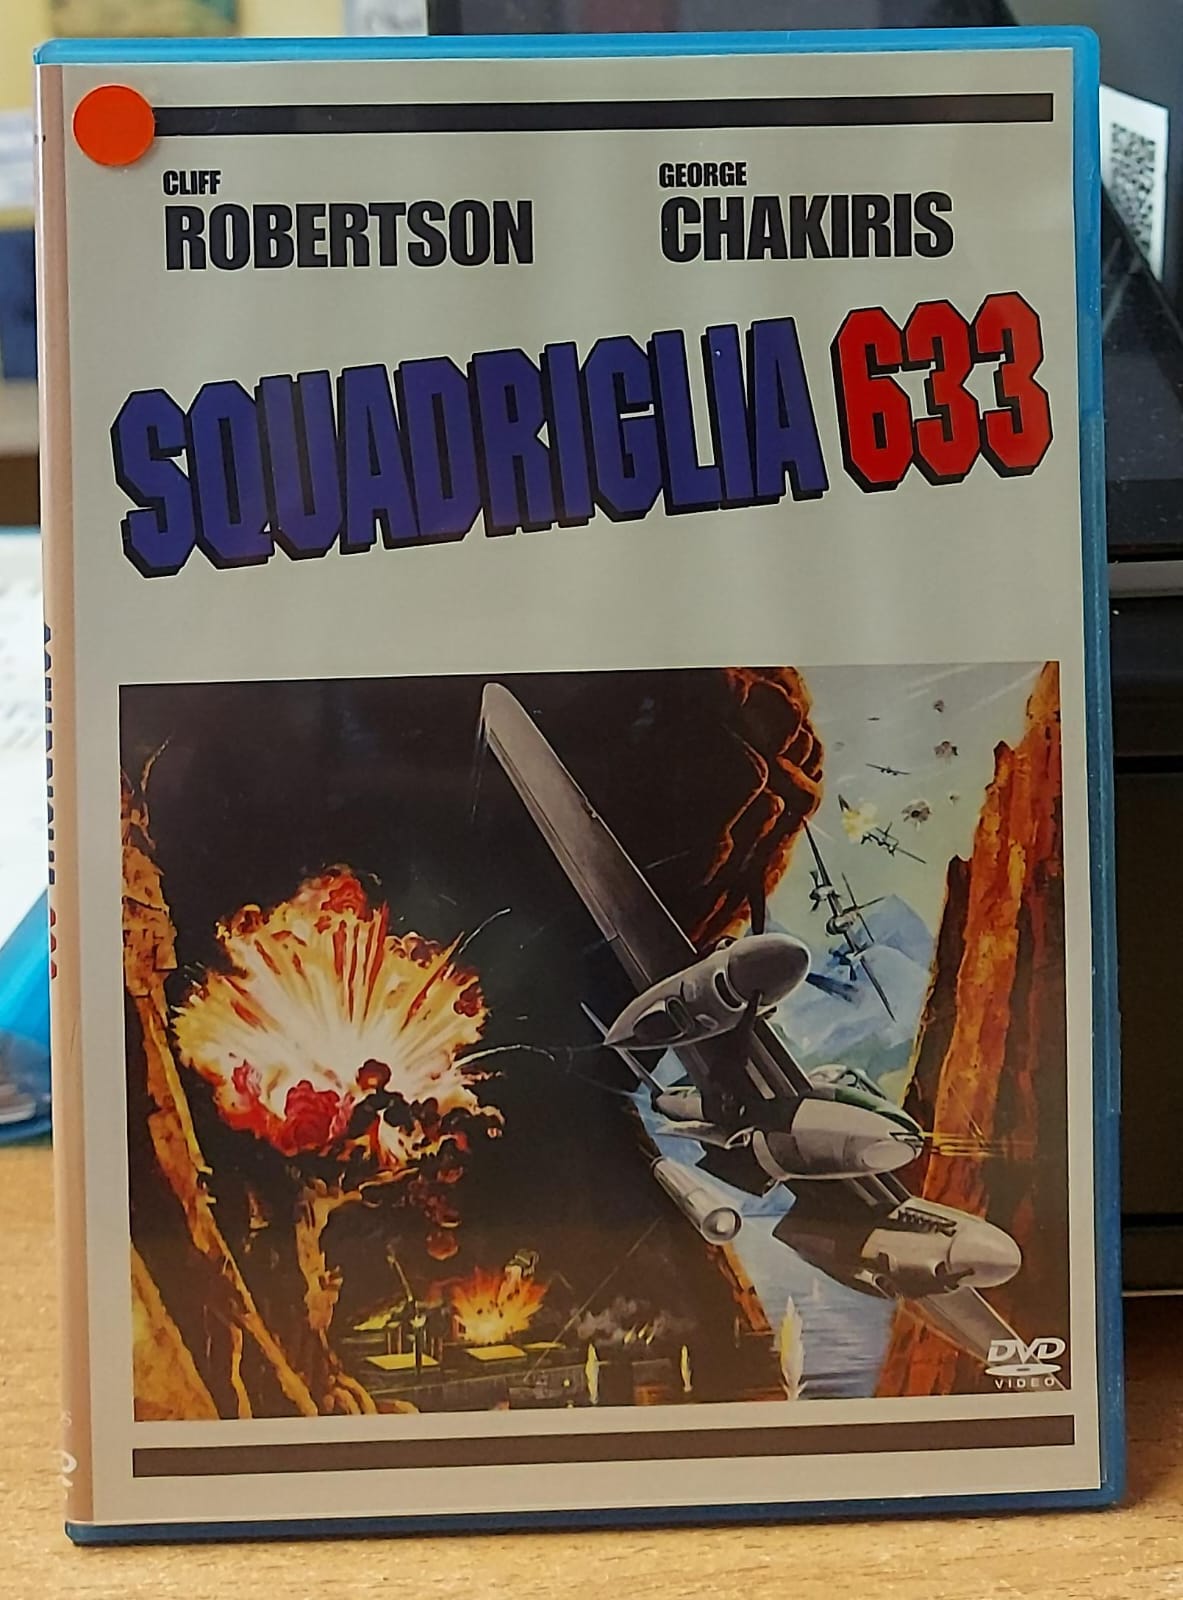 CLIFF
ROBERTSON
GEORGE
CHAKIRIS
SQUADRIGLIA 633
DVD
VIDEO